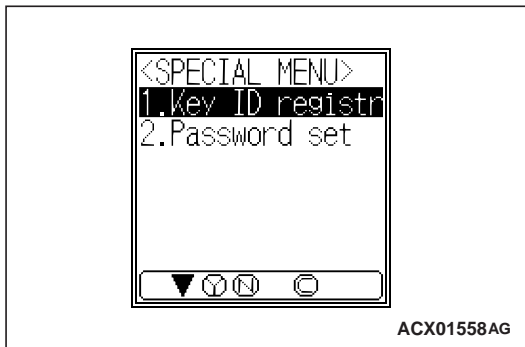 <SPECIAL MENU>
1.Key ID registr
2.Password set
▼ Ⓨ Ⓝ Ⓒ
ACX01558AG